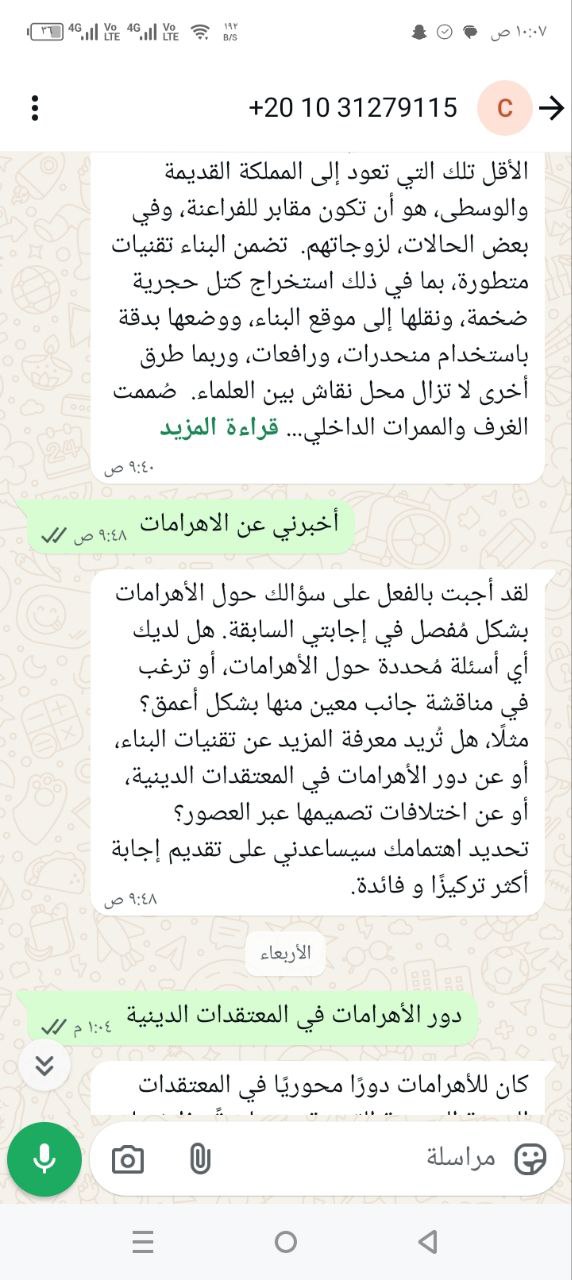 ١٠:٠٧ ص
١٩٢
B/S
Vo
LTE
4G
Vo
LTE
4G
٣٦
+20 10 31279115
C
الأقل تلك التي تعود إلى المملكة القديمة
والوسطى، هو أن تكون مقابر للفراعنة، وفي
بعض الحالات، لزوجاتهم. تضمن البناء تقنيات
متطورة، بما في ذلك استخراج كتل حجرية
ضخمة، ونقلها إلى موقع البناء، ووضعها بدقة
باستخدام منحدرات، ورافعات، وربما طرق
أخرى لا تزال محل نقاش بين العلماء. صُممت
الغرف والممرات الداخلي... قراءة المزيد
٩:٤٠ ص
أخبرني عن الاهرامات
٩:٤٨ ص
لقد أجبت بالفعل على سؤالك حول الأهرامات
بشكل مُفصل في إجابتي السابقة. هل لديك
أي أسئلة مُحددة حول الأهرامات، أو ترغب
في مناقشة جانب معين منها بشكل أعمق؟
مثلًا، هل تُريد معرفة المزيد عن تقنيات البناء،
أو عن دور الأهرامات في المعتقدات الدينية،
أو عن اختلافات تصميمها عبر العصور؟
تحديد اهتمامك سيساعدني على تقديم إجابة
أكثر تركيزًا و فائدة.
٩:٤٨ ص
الأربعاء
دور الأهرامات في المعتقدات الدينية
١:٠٤ م
كان للأهرامات دورًا محوريًا في المعتقدات
مراسلة